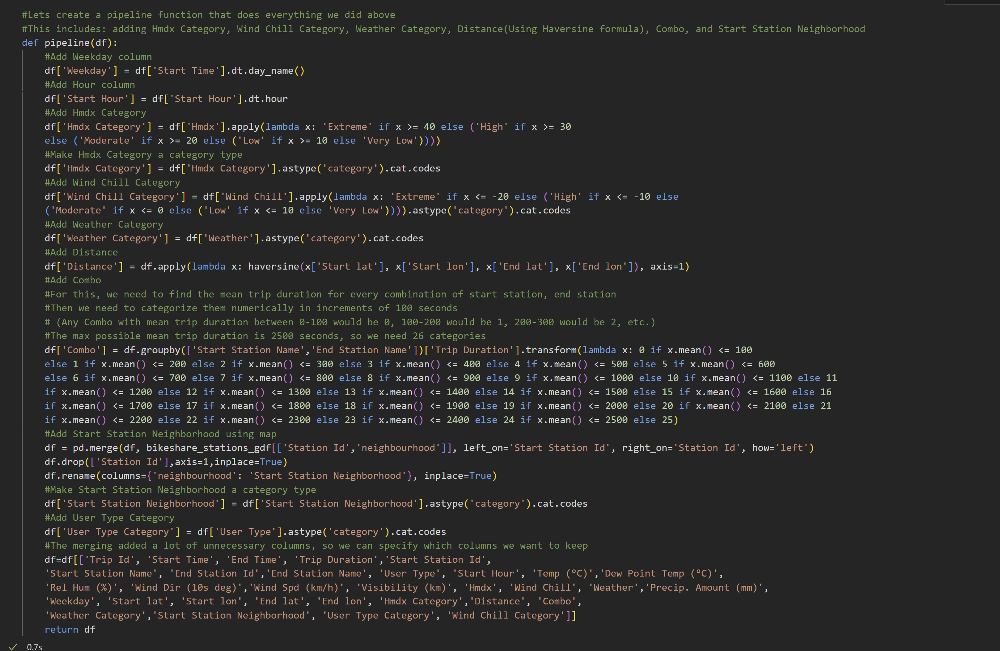 #Lets create a pipeline function that does everything we did above
#This includes: adding Hmdx Category, Wind Chill Category, Weather Category, Distance(Using Haversine formula), Combo, and Start Station Neighborhood
def pipeline(df):
    #Add Weekday column
    df['Weekday'] = df['Start Time'].dt.day_name()
    #Add Hour column
    df['Start Hour'] = df['Start Hour'].dt.hour
    #Add Hmdx Category
    df['Hmdx Category'] = df['Hmdx'].apply(lambda x: 'Extreme' if x >= 40 else ('High' if x >= 30
    else ('Moderate' if x >= 20 else ('Low' if x >= 10 else 'Very Low'))))
    #Make Hmdx Category a category type
    df['Hmdx Category'] = df['Hmdx Category'].astype('category').cat.codes
    #Add Wind Chill Category
    df['Wind Chill Category'] = df['Wind Chill'].apply(lambda x: 'Extreme' if x <= -20 else ('High' if x <= -10 else
    ('Moderate' if x <= 0 else ('Low' if x <= 10 else 'Very Low')))).astype('category').cat.codes
    #Add Weather Category
    df['Weather Category'] = df['Weather'].astype('category').cat.codes
    #Add Distance
    df['Distance'] = df.apply(lambda x: haversine(x['Start lat'], x['Start lon'], x['End lat'], x['End lon']), axis=1)
    #Add Combo
    #For this, we need to find the mean trip duration for every combination of start station, end station
    #Then we need to categorize them numerically in increments of 100 seconds
    # (Any Combo with mean trip duration between 0-100 would be 0, 100-200 would be 1, 200-300 would be 2, etc.)
    #The max possible mean trip duration is 2500 seconds, so we need 26 categories
    df['Combo'] = df.groupby(['Start Station Name','End Station Name'])['Trip Duration'].transform(lambda x: 0 if x.mean() <= 100
    else 1 if x.mean() <= 200 else 2 if x.mean() <= 300 else 3 if x.mean() <= 400 else 4 if x.mean() <= 500 else 5 if x.mean() <= 600
    else 6 if x.mean() <= 700 else 7 if x.mean() <= 800 else 8 if x.mean() <= 900 else 9 if x.mean() <= 1000 else 10 if x.mean() <= 1100 else 11
    if x.mean() <= 1200 else 12 if x.mean() <= 1300 else 13 if x.mean() <= 1400 else 14 if x.mean() <= 1500 else 15 if x.mean() <= 1600 else 16
    if x.mean() <= 1700 else 17 if x.mean() <= 1800 else 18 if x.mean() <= 1900 else 19 if x.mean() <= 2000 else 20 if x.mean() <= 2100 else 21
    if x.mean() <= 2200 else 22 if x.mean() <= 2300 else 23 if x.mean() <= 2400 else 24 if x.mean() <= 2500 else 25)
    #Add Start Station Neighborhood using map
    df = pd.merge(df, bikeshare_stations_gdf[['Station Id','neighbourhood']], left_on='Start Station Id', right_on='Station Id', how='left')
    df.drop(['Station Id'],axis=1,inplace=True)
    df.rename(columns={'neighbourhood': 'Start Station Neighborhood'}, inplace=True)
    #Make Start Station Neighborhood a category type
    df['Start Station Neighborhood'] = df['Start Station Neighborhood'].astype('category').cat.codes
    #Add User Type Category
    df['User Type Category'] = df['User Type'].astype('category').cat.codes
    #The merging added a lot of unnecessary columns, so we can specify which columns we want to keep
    df=df[['Trip Id', 'Start Time', 'End Time', 'Trip Duration','Start Station Id',
    'Start Station Name', 'End Station Id','End Station Name', 'User Type', 'Start Hour', 'Temp (°C)','Dew Point Temp (°C)',
    'Rel Hum (%)', 'Wind Dir (10s deg)','Wind Spd (km/h)', 'Visibility (km)', 'Hmdx', 'Wind Chill', 'Weather','Precip. Amount (mm)',
    'Weekday', 'Start lat', 'Start lon', 'End lat', 'End lon', 'Hmdx Category','Distance', 'Combo',
    'Weather Category','Start Station Neighborhood', 'User Type Category', 'Wind Chill Category']]
    return df
✓ 0.7s